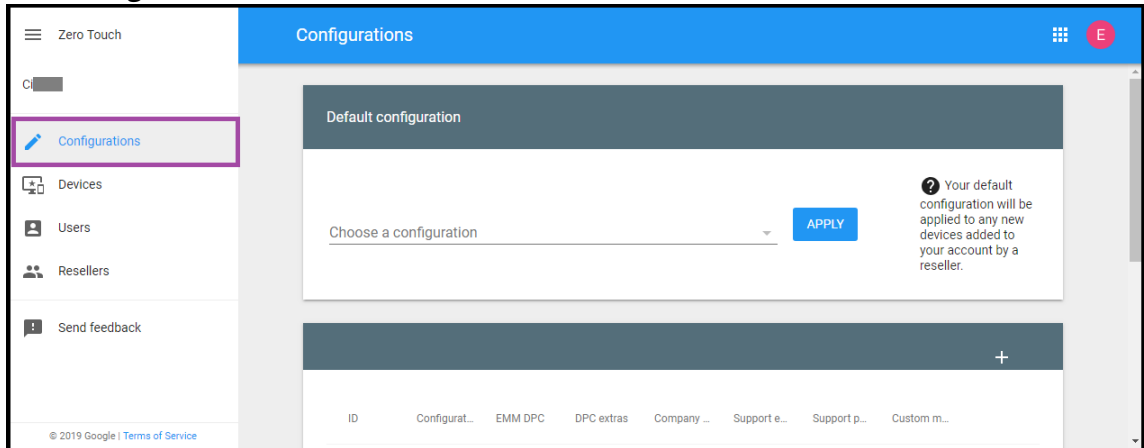 Zero Touch
Configurations
E
Ci
Configurations
Devices
Users
Resellers
Send feedback
© 2019 Google | Terms of Service
Default configuration
Choose a configuration
APPLY
? Your default
configuration will be
applied to any new
devices added to
your account by a
reseller.
+
ID Configurat... EMM DPC DPC extras Company ... Support e... Support p... Custom m...